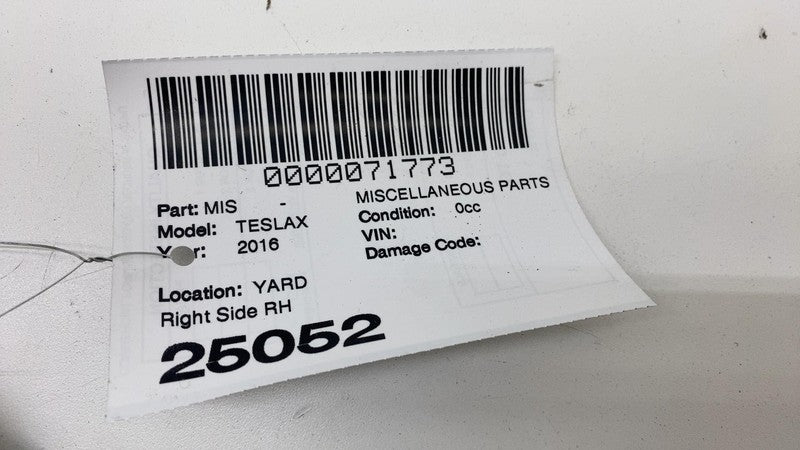 0000071773
Part: MIS - MISCELLANEOUS PARTS
Model: TESLAX Condition: 0cc
Year: 2016 VIN:
Damage Code:
Location: YARD
Right Side RH
25052